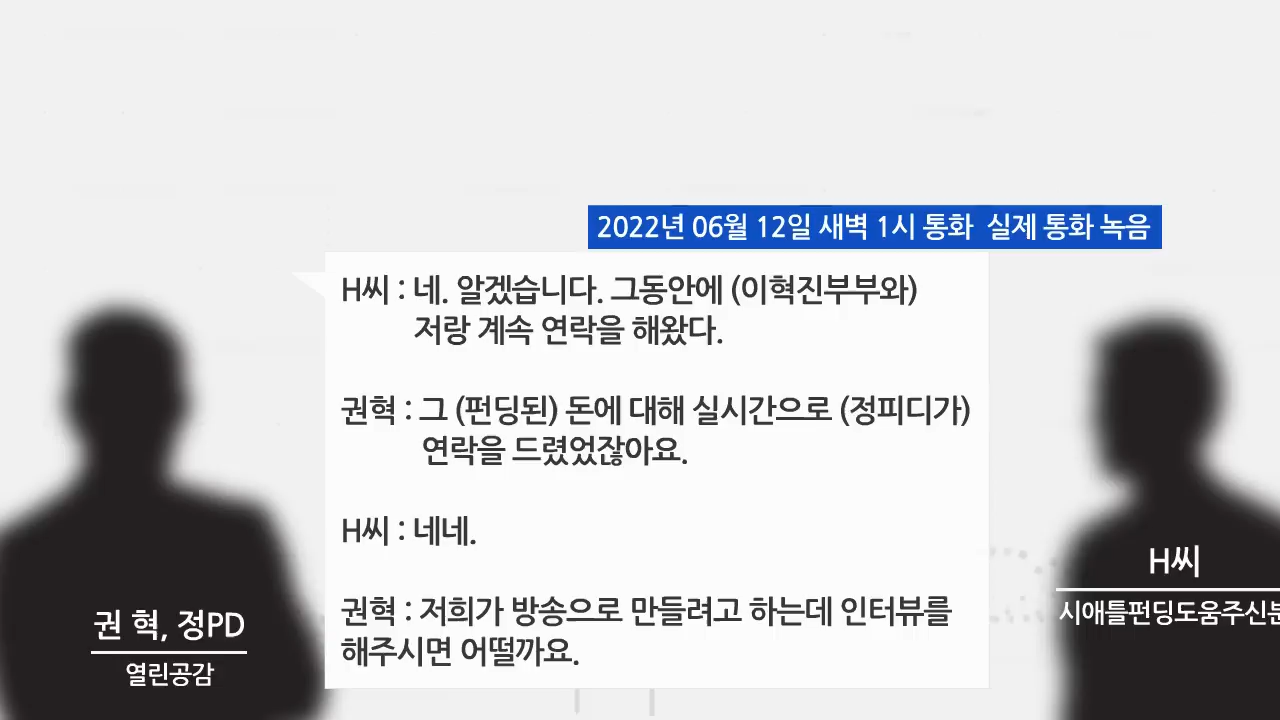 2022년 06월 12일 새벽 1시 통화 실제 통화 녹음
H씨 : 네. 알겠습니다. 그동안에 (이혁진부부와)
저랑 계속 연락을 해왔다.
권혁 : 그 (펀딩된) 돈에 대해 실시간으로 (정피디가)
연락을 드렸었잖아요.
H씨 : 네네.
권혁 : 저희가 방송으로 만들려고 하는데 인터뷰를
해주시면 어떨까요.
권 혁, 정PD
열린공감
H씨
시애틀펀딩도움주신분